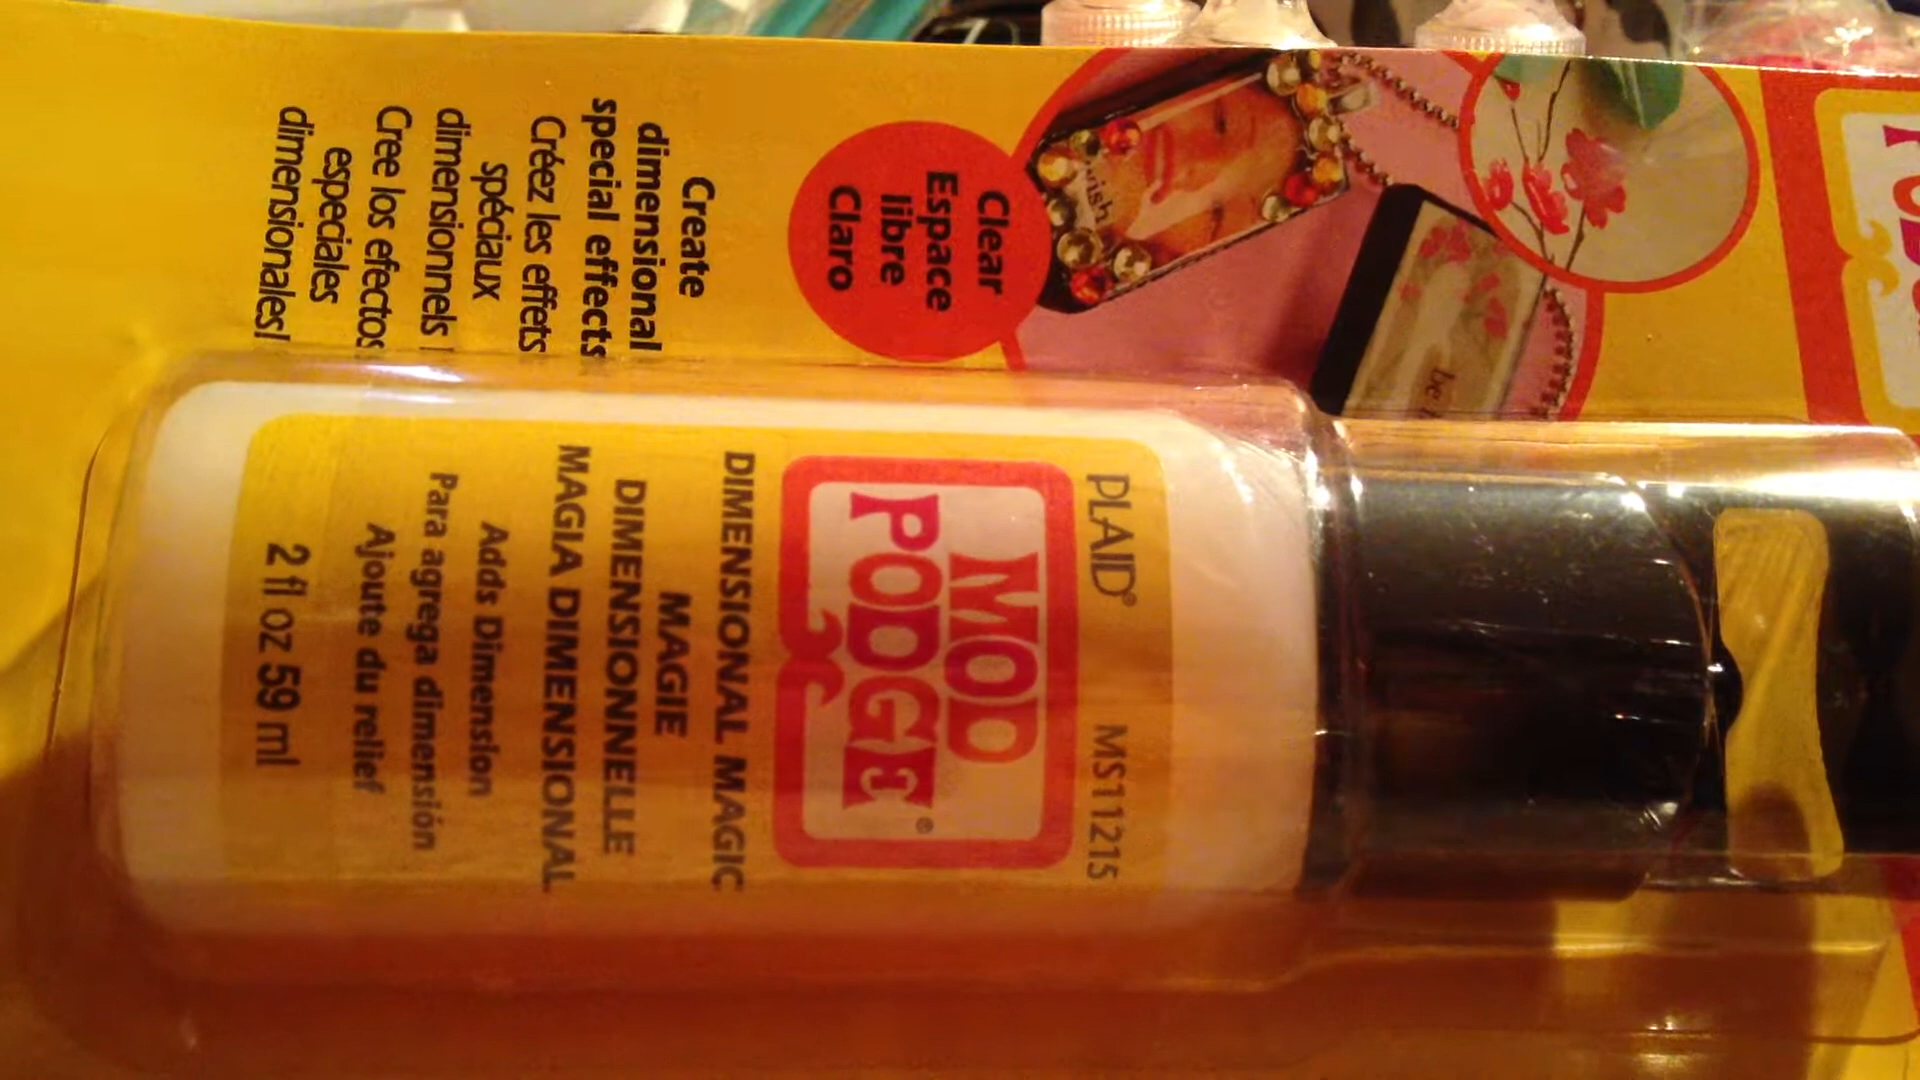 Clear
Espace
libre
Claro
Create
dimensional
special effects
Créez les effets
spéciaux
dimensionnels
Cree los efectos
especiales
dimensionales!
wish
be
PLAID® MS11215
MOD
PODGE®
DIMENSIONAL MAGIC
MAGIE
DIMENSIONNELLE
MAGIA DIMENSIONAL
Adds Dimension
Para agrega dimensión
Ajoute du relief
2 fl oz 59 ml